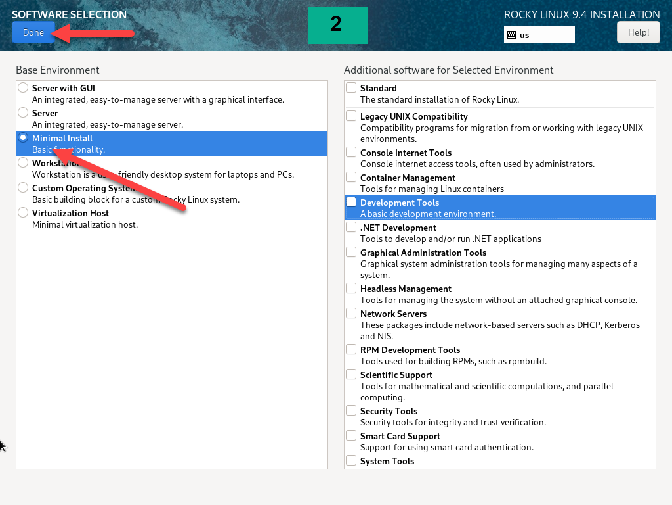 SOFTWARE SELECTION
Done
2
ROCKY LINUX 9.4 INSTALLATION
us
Help!
Base Environment
Server with GUI
An integrated, easy-to-manage server with a graphical interface.
Server
An integrated, easy-to-manage server.
Minimal Install
Basic functionality.
Workstation
Workstation is a user-friendly desktop system for laptops and PCs.
Custom Operating System
Basic building block for a custom Rocky Linux system.
Virtualization Host
Minimal virtualization host.
Additional software for Selected Environment
Standard
The standard installation of Rocky Linux.
Legacy UNIX Compatibility
Compatibility programs for migration from or working with legacy UNIX
environments.
Console Internet Tools
Console internet access tools, often used by administrators.
Container Management
Tools for managing Linux containers
Development Tools
A basic development environment.
.NET Development
Tools to develop and/or run .NET applications
Graphical Administration Tools
Graphical system administration tools for managing many aspects of a
system.
Headless Management
Tools for managing the system without an attached graphical console.
Network Servers
These packages include network-based servers such as DHCP, Kerberos
and NIS.
RPM Development Tools
Tools used for building RPMs, such as rpmbuild.
Scientific Support
Tools for mathematical and scientific computations, and parallel
computing.
Security Tools
Security tools for integrity and trust verification.
Smart Card Support
Support for using smart card authentication.
System Tools